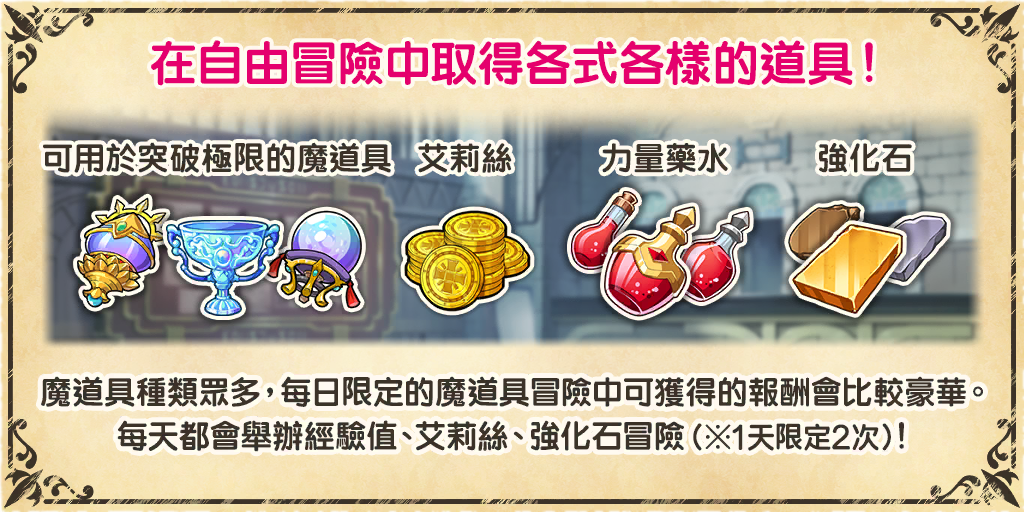 在自由冒險中取得各式各樣的道具！
可用於突破極限的魔道具 艾莉絲 力量藥水 強化石
魔道具種類眾多，每日限定的魔道具冒險中可獲得的報酬會比較豪華。
每天都會舉辦經驗值、艾莉絲、強化石冒險（※1天限定2次）！